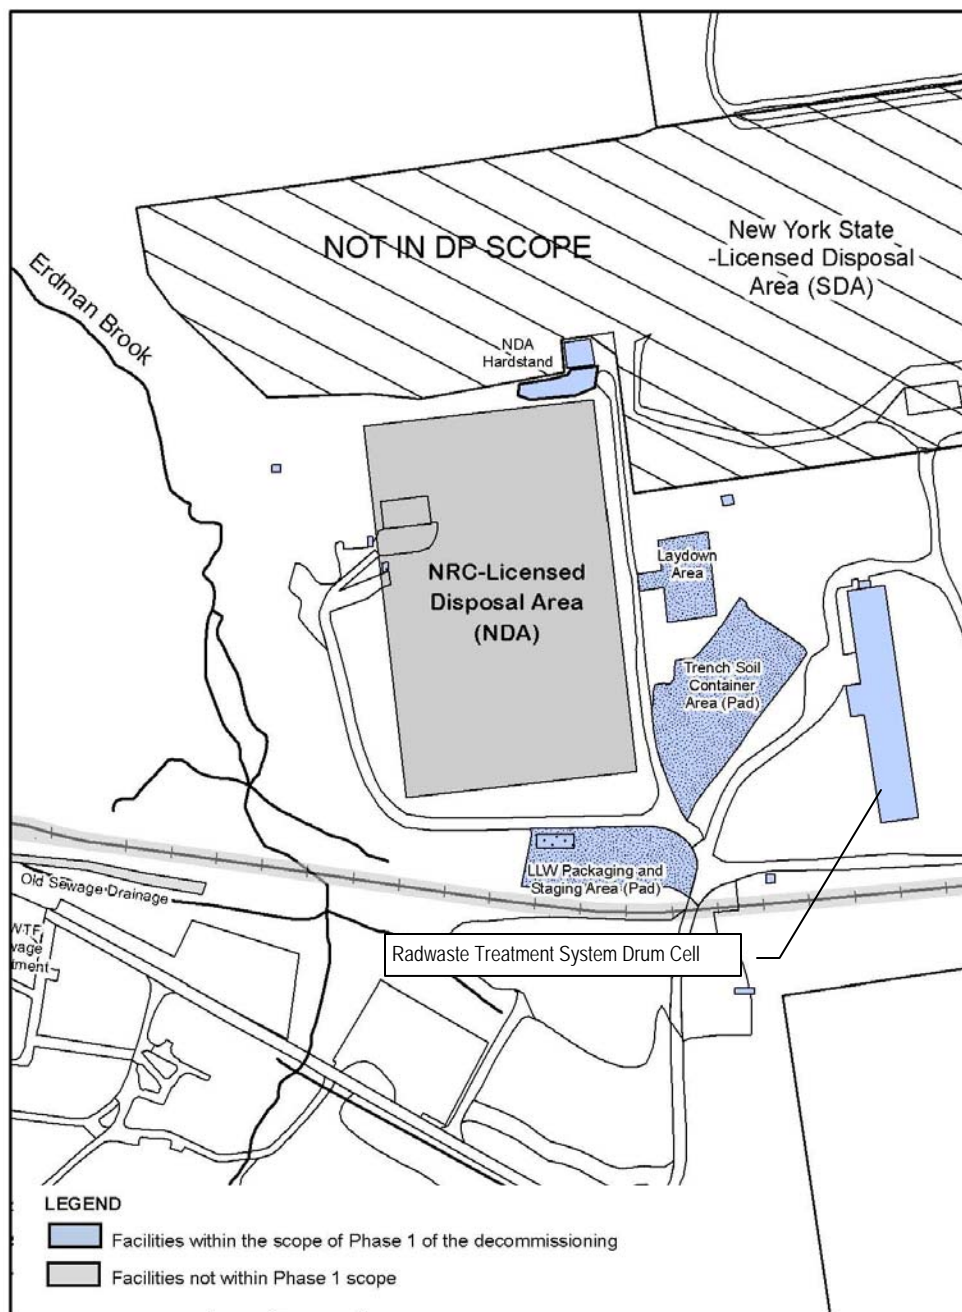 NOT IN DP SCOPE
New York State
-Licensed Disposal
Area (SDA)
Erdman Brook
NDA
Hardstand
NRC-Licensed
Disposal Area
(NDA)
Laydown
Area
Trench Soil
Container
Area (Pad)
LLW Packaging and
Staging Area (Pad)
Old Sewage Drainage
WTF
wage
tment
Radwaste Treatment System Drum Cell
LEGEND
Facilities within the scope of Phase 1 of the decommissioning
Facilities not within Phase 1 scope